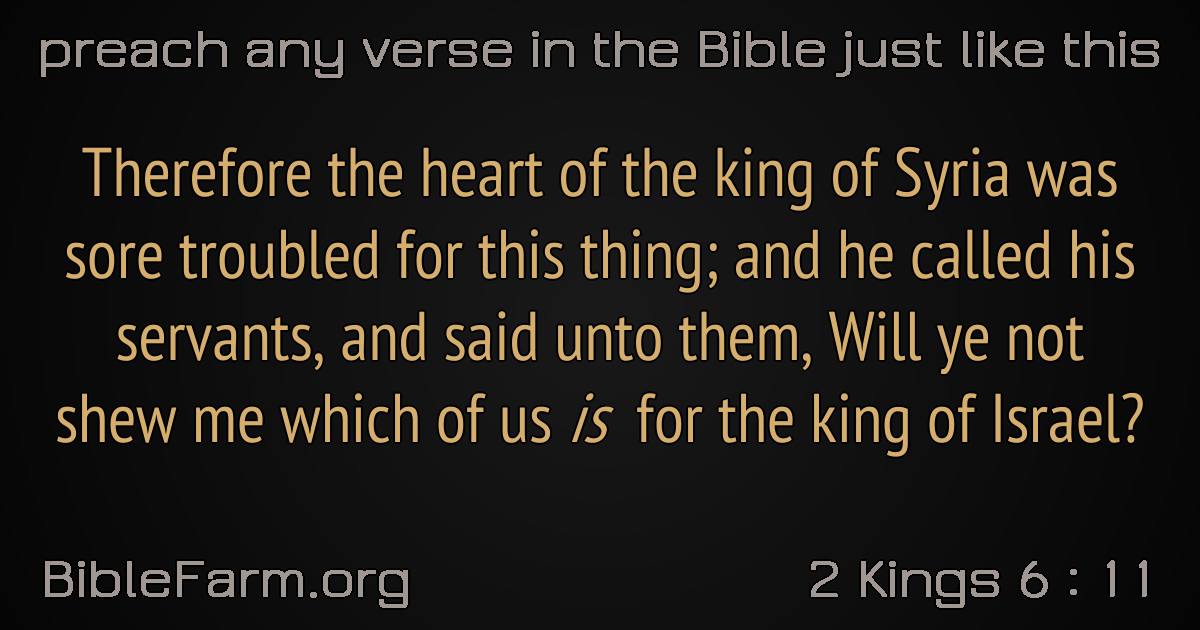 preach any verse in the Bible just like this
Therefore the heart of the king of Syria was
sore troubled for this thing; and he called his
servants, and said unto them, Will ye not
shew me which of us is for the king of Israel?
BibleFarm.org
2 Kings 6 : 11